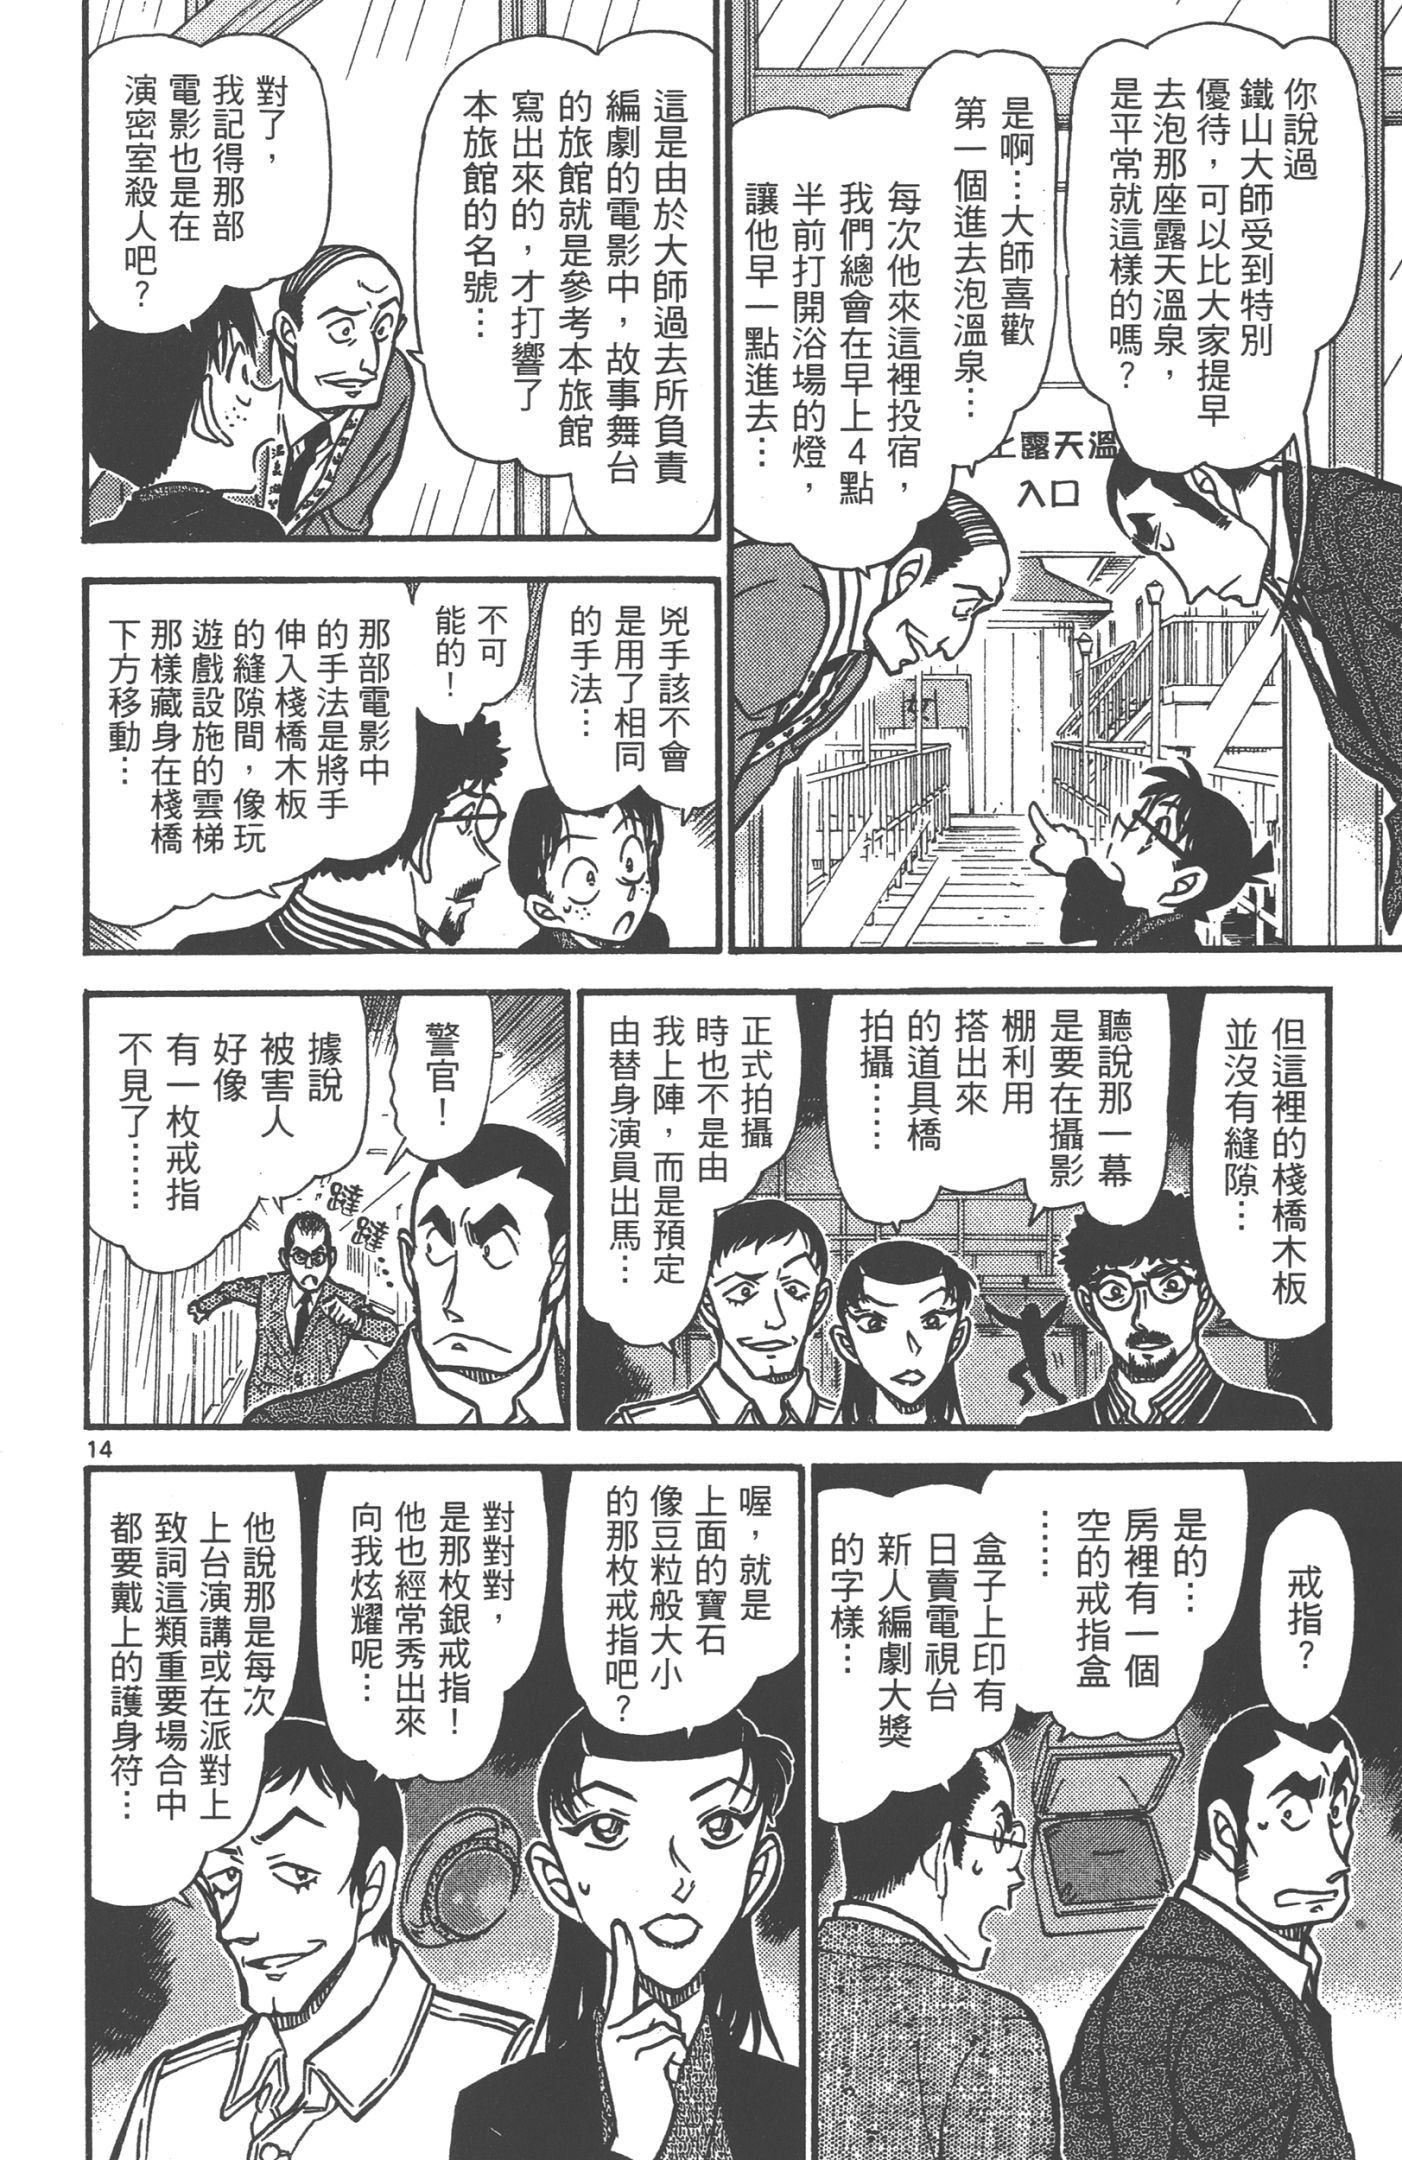 你說過
鐵山大師受到特別
優待，可以比大家提早
去泡那座露天溫泉，
是平常就這樣的嗎？
是啊…大師喜歡
第一個進去泡溫泉…
每次他來這裡投宿，
我們總會在早上4點
半前打開浴場的燈，
讓他早一點進去…
上露天溫
入口
女
這是由於大師過去所負責
編劇的電影中，故事舞台
的旅館就是參考本旅館
寫出來的，才打響了
本旅館的名號…
對了，
我記得那部
電影也是在
演密室殺人吧？
兇手該不會
是用了相同
的手法…
不可
能的！
那部電影中
的手法是將手
伸入棧橋木板
的縫隙間，像玩
遊戲設施的雲梯
那樣藏身在棧橋
下方移動…
但這裡的棧橋木板
並沒有縫隙…
聽說那一幕
是要在攝影
棚利用
搭出來
的道具橋
拍攝……
正式拍攝
時也不是由
我上陣，而是預定
由替身演員出馬…
警官！
躂
躂…
據說
被害人
好像
有一枚戒指
不見了……
14
戒指？
是的…
房裡有一個
空的戒指盒
……
盒子上印有
日賣電視台
新人編劇大獎
的字樣…
喔，就是
上面的寶石
像豆粒般大小
的那枚戒指吧？
對對對，
是那枚銀戒指！
他也經常秀出來
向我炫耀呢…
他說那是每次
上台演講或在派對上
致詞這類重要場合中
都要戴上的護身符…